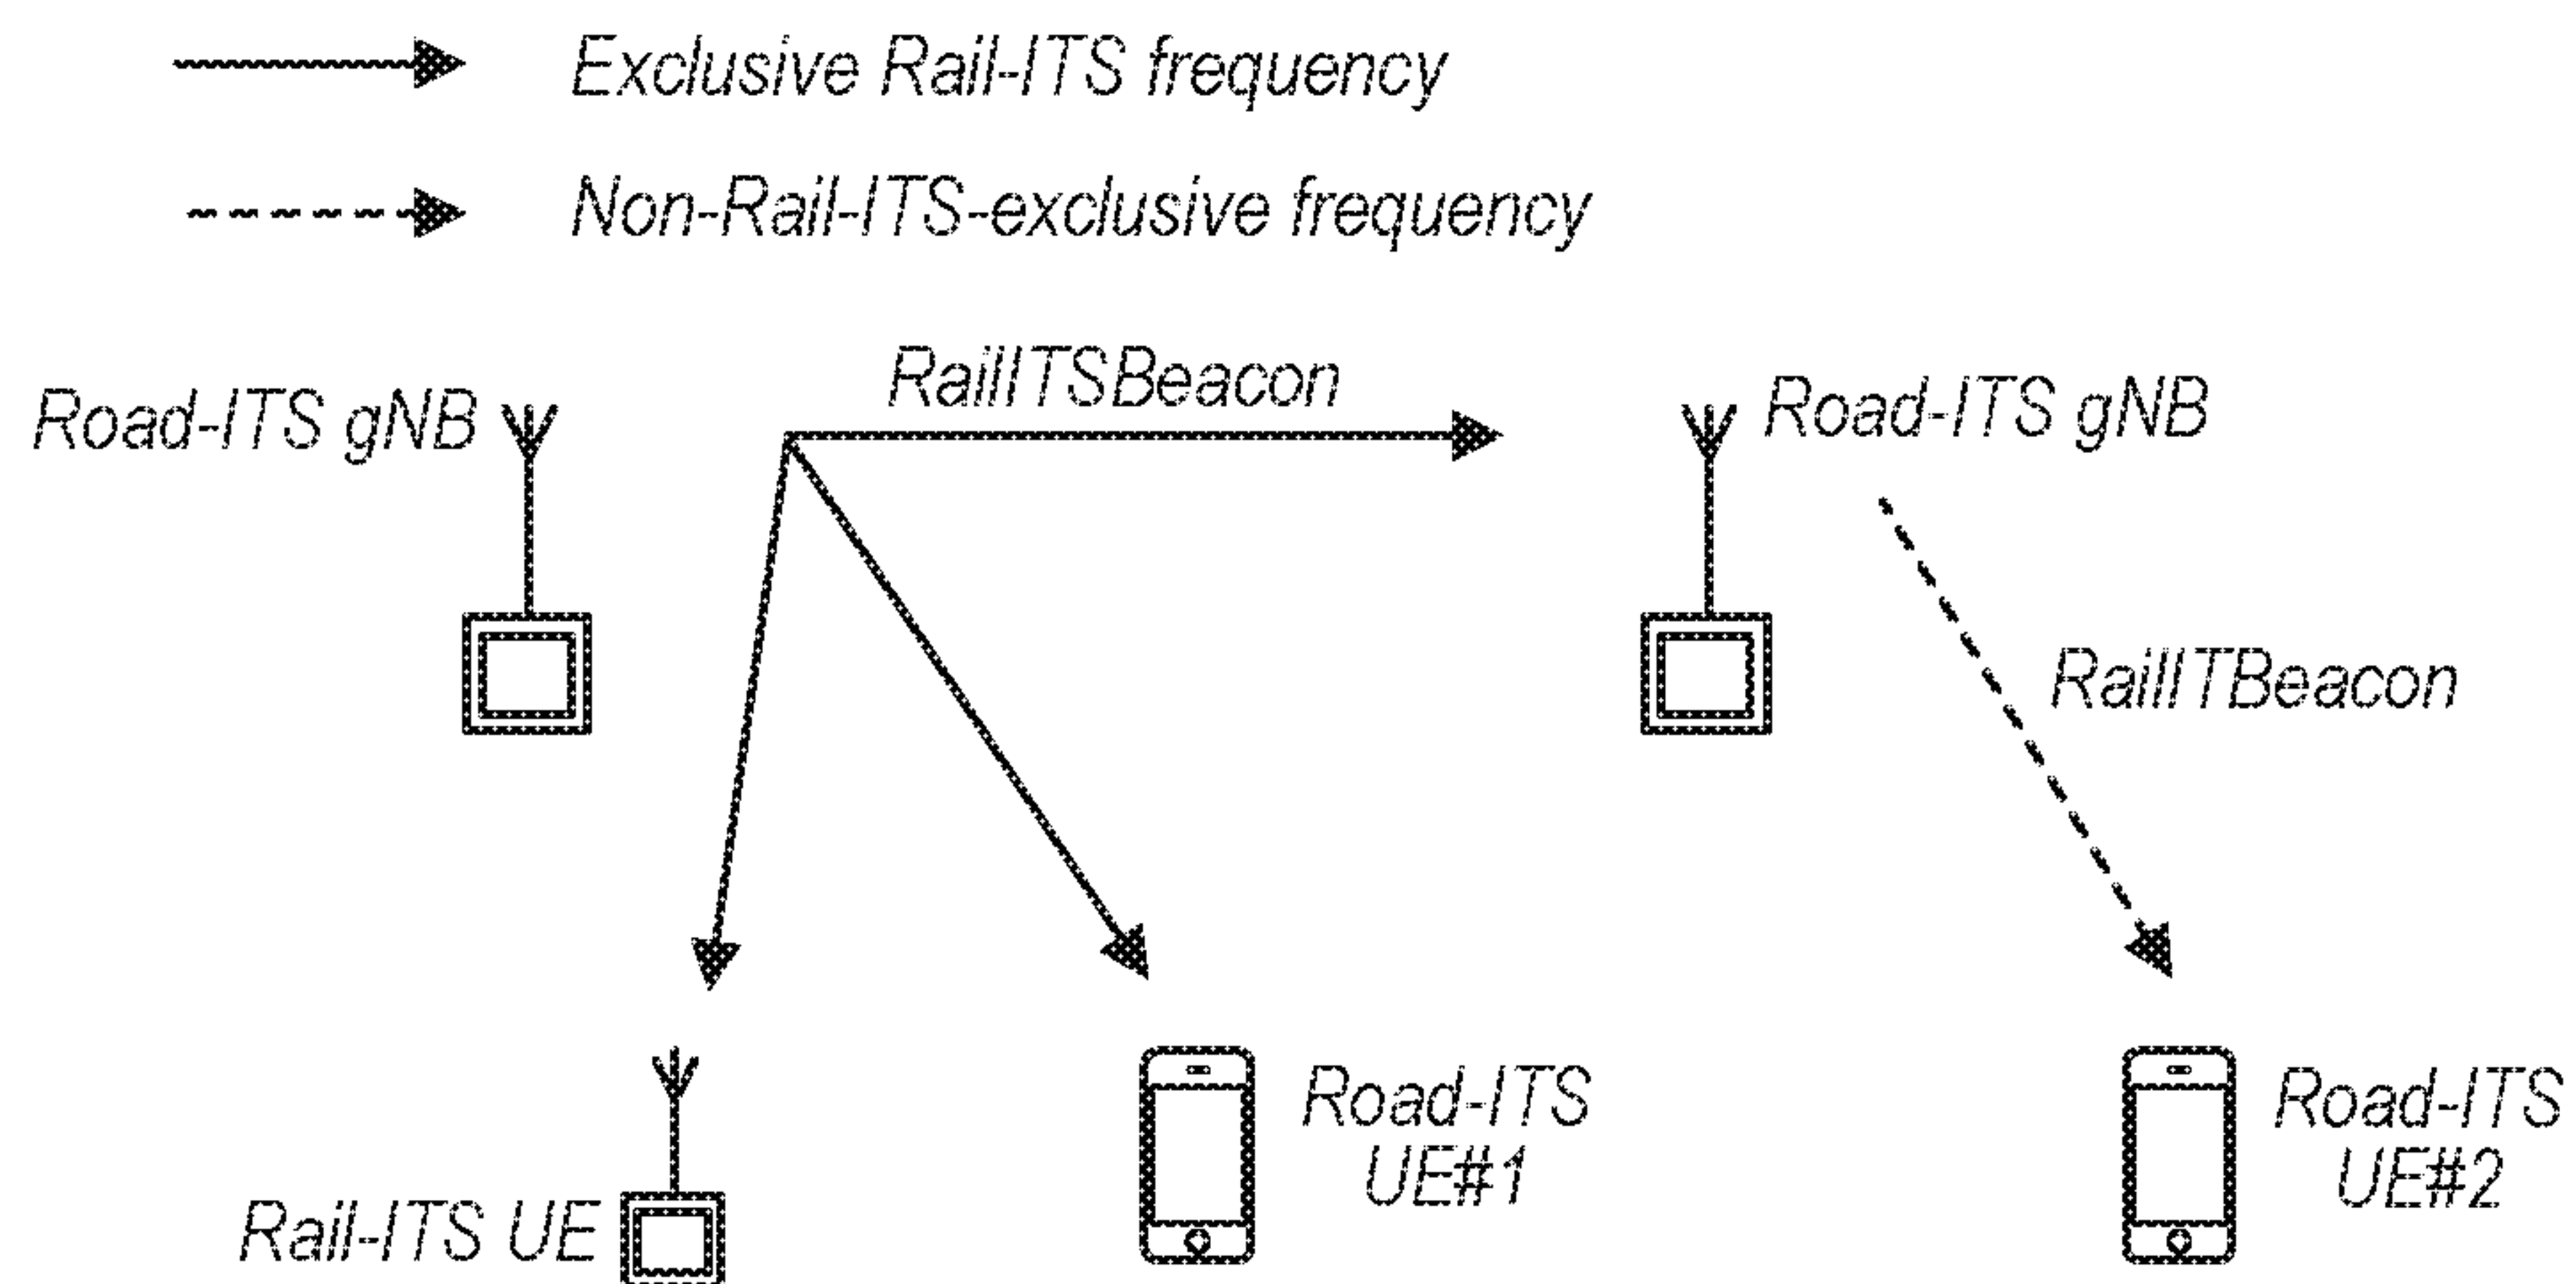 Exclusive Rail-ITS frequency
Non-Rail-ITS-exclusive frequency
RailITSBeacon
Road-ITS gNB
Road-ITS gNB
RailITBeacon
Road-ITS
UE#1
Road-ITS
UE#2
Rail-ITS UE